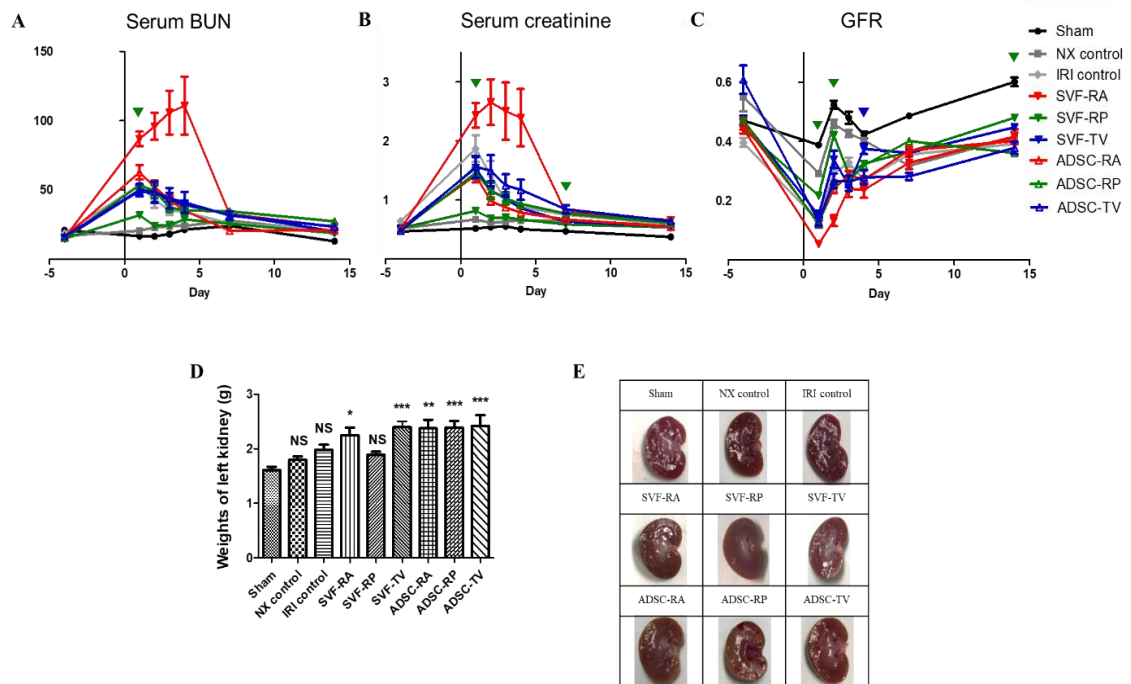 A Serum BUN
150
100
50
-5 0 5 10 15
Day
B Serum creatinine
3
2
1
-5 0 5 10 15
Day
C GFR
0.6
0.4
0.2
-5 0 5 10 15
Day
Sham
NX control
IRI control
SVF-RA
SVF-RP
SVF-TV
ADSC-RA
ADSC-RP
ADSC-TV
D
Weights of left kidney (g)
3
2
1
0
NS NS * NS *** ** *** ***
Sham NX control IRI control SVF-RA SVF-RP SVF-TV ADSC-RA ADSC-RP ADSC-TV
E
Sham NX control IRI control
SVF-RA SVF-RP SVF-TV
ADSC-RA ADSC-RP ADSC-TV